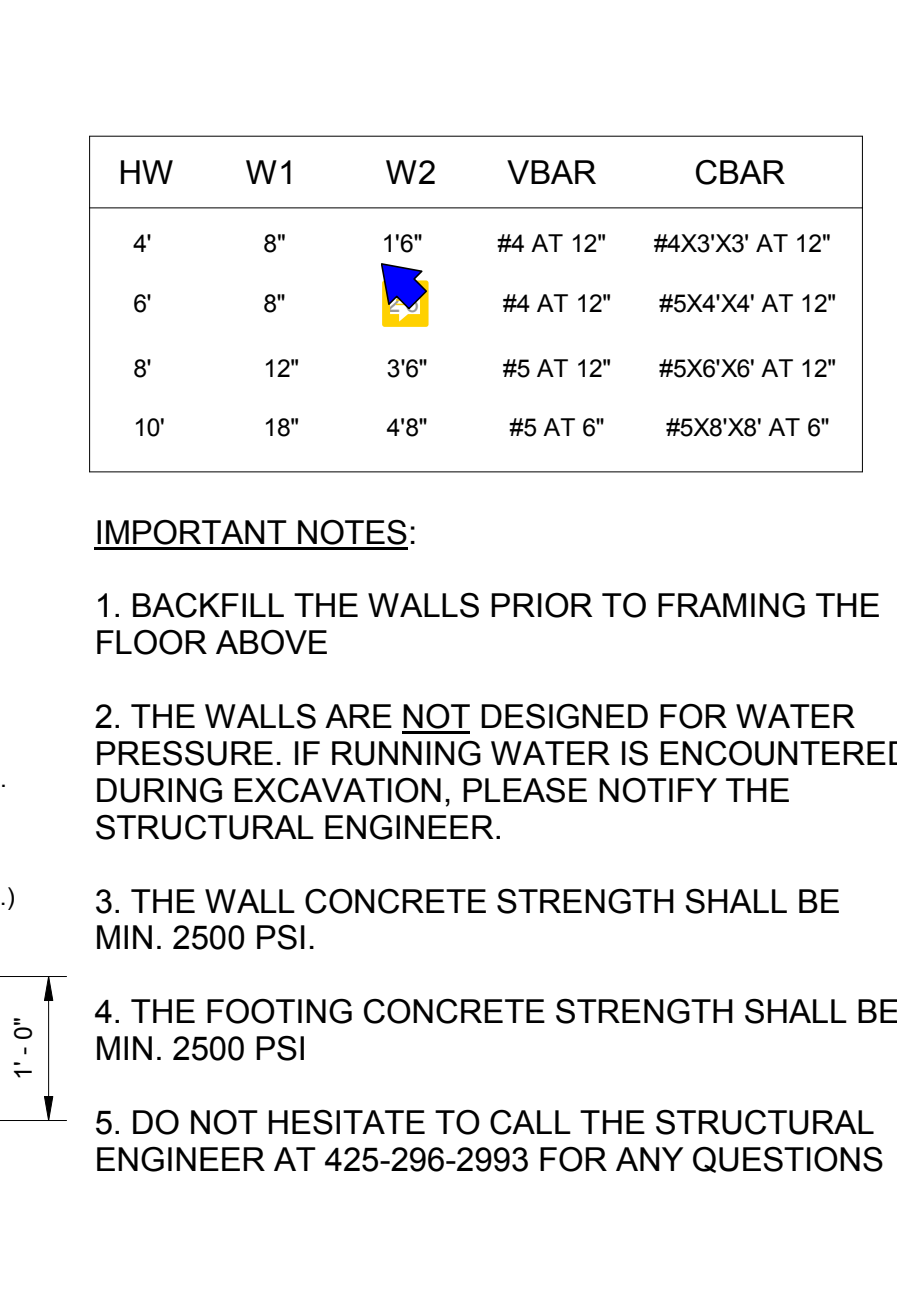 HW W1 W2 VBAR CBAR
4' 8" 1'6" #4 AT 12" #4X3'X3' AT 12"
6' 8" #4 AT 12" #5X4'X4' AT 12"
8' 12" 3'6" #5 AT 12" #5X6'X6' AT 12"
10' 18" 4'8" #5 AT 6" #5X8'X8' AT 6"
IMPORTANT NOTES:
1. BACKFILL THE WALLS PRIOR TO FRAMING THE
FLOOR ABOVE
2. THE WALLS ARE NOT DESIGNED FOR WATER
PRESSURE. IF RUNNING WATER IS ENCOUNTERED
DURING EXCAVATION, PLEASE NOTIFY THE
STRUCTURAL ENGINEER.
.
.)
3. THE WALL CONCRETE STRENGTH SHALL BE
MIN. 2500 PSI.
1' - 0"
4. THE FOOTING CONCRETE STRENGTH SHALL BE
MIN. 2500 PSI
5. DO NOT HESITATE TO CALL THE STRUCTURAL
ENGINEER AT 425-296-2993 FOR ANY QUESTIONS